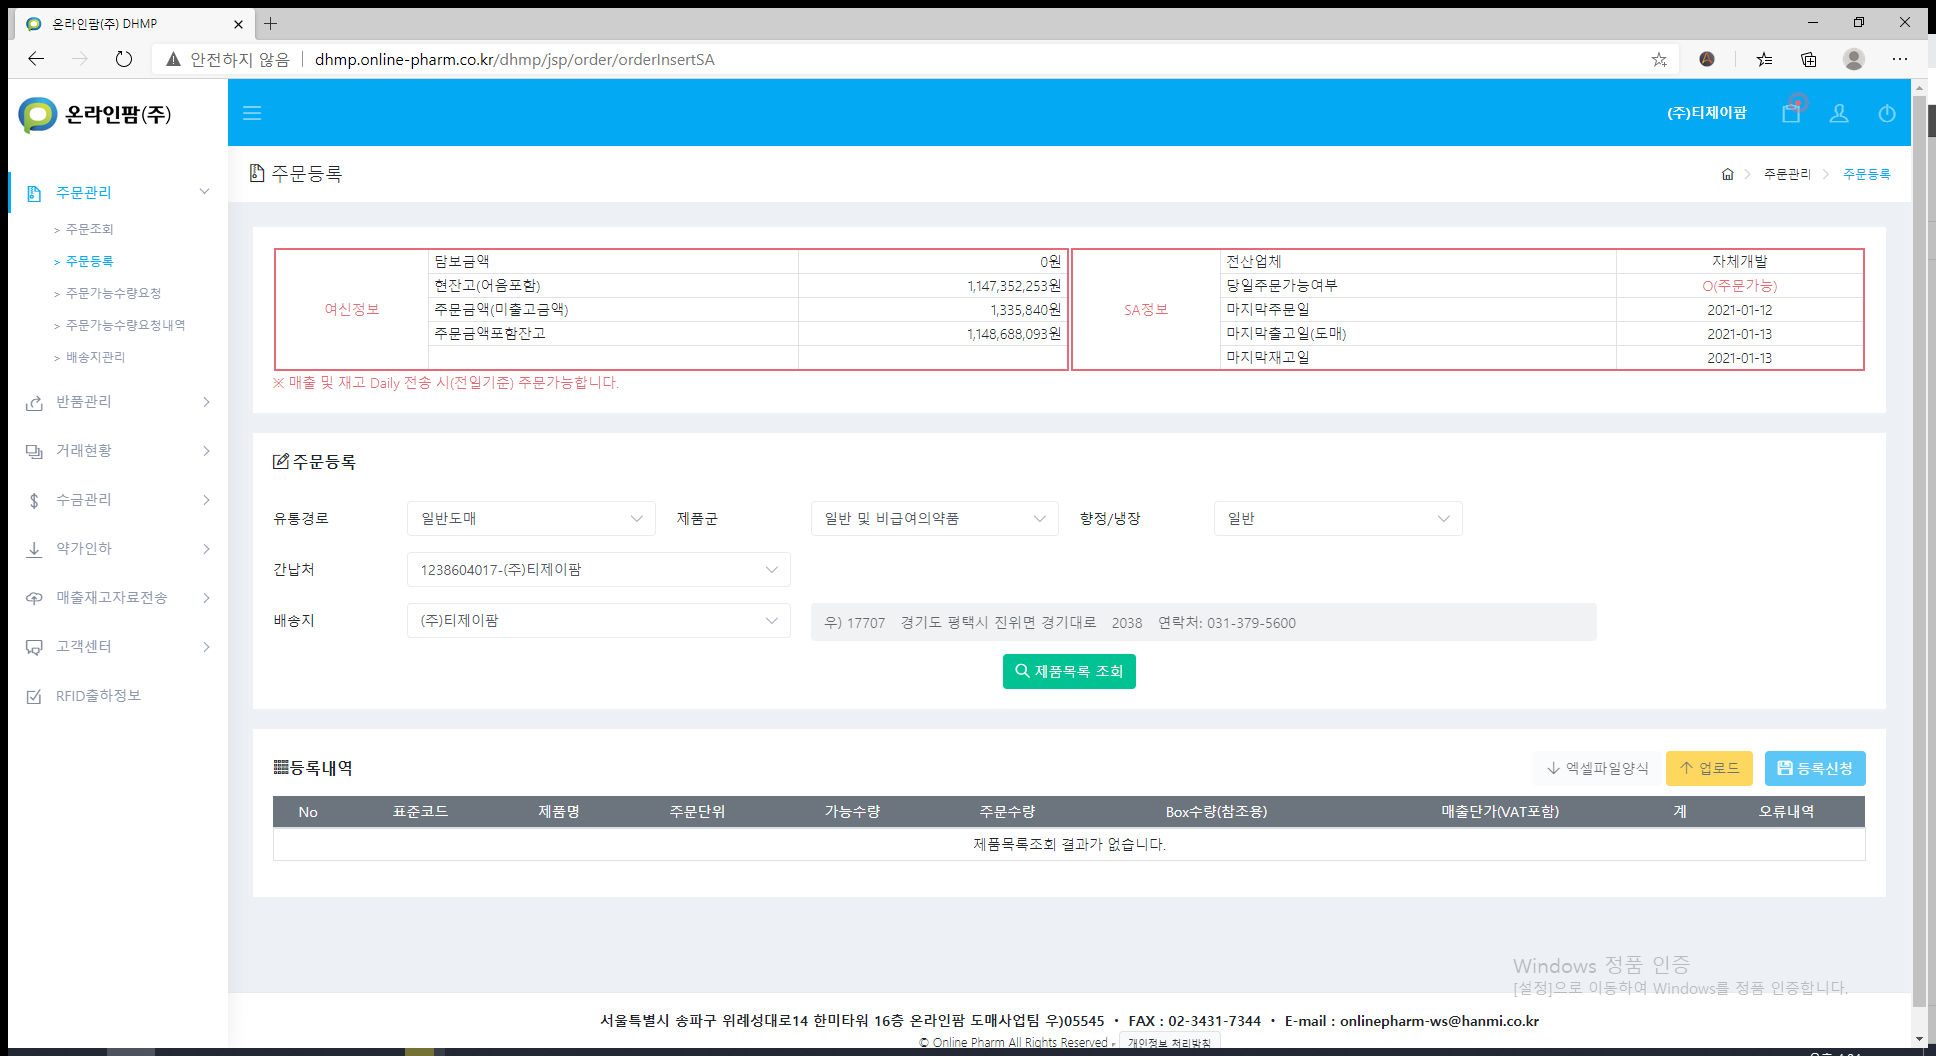 온라인팜(주) DHMP
안전하지 않음 dhmp.online-pharm.co.kr/dhmp/jsp/order/orderInsertSA
온라인팜(주)
(주)티제이팜
주문등록
주문관리 주문등록
주문관리
> 주문조회
> 주문등록
> 주문가능수량요청
> 주문가능수량요청내역
> 배송지관리
반품관리
거래현황
수금관리
약가인하
매출재고자료전송
고객센터
RFID출하정보
여신정보
담보금액 0원
현잔고(어음포함) 1,147,352,253원
주문금액(미출고금액) 1,335,840원
주문금액포함잔고 1,148,688,093원
SA정보
전산업체 자체개발
당일주문가능여부 O(주문가능)
마지막주문일 2021-01-12
마지막출고일(도매) 2021-01-13
마지막재고일 2021-01-13
※ 매출 및 재고 Daily 전송 시(전일기준) 주문가능합니다.
주문등록
유통경로 일반도매 제품군 일반 및 비급여의약품 향정/냉장 일반
간납처 1238604017-(주)티제이팜
배송지 (주)티제이팜 우) 17707 경기도 평택시 진위면 경기대로 2038 연락처: 031-379-5600
제품목록 조회
등록내역 엑셀파일양식 업로드 등록신청
No 표준코드 제품명 주문단위 가능수량 주문수량 Box수량(참조용) 매출단가(VAT포함) 계 오류내역
제품목록조회 결과가 없습니다.
Windows 정품 인증
[설정]으로 이동하여 Windows를 정품 인증합니다.
서울특별시 송파구 위례성대로14 한미타워 16층 온라인팜 도매사업팀 우)05545 • FAX : 02-3431-7344 • E-mail : onlinepharm-ws@hanmi.co.kr
© Online Pharm All Rights Reserved 개인정보 처리방침